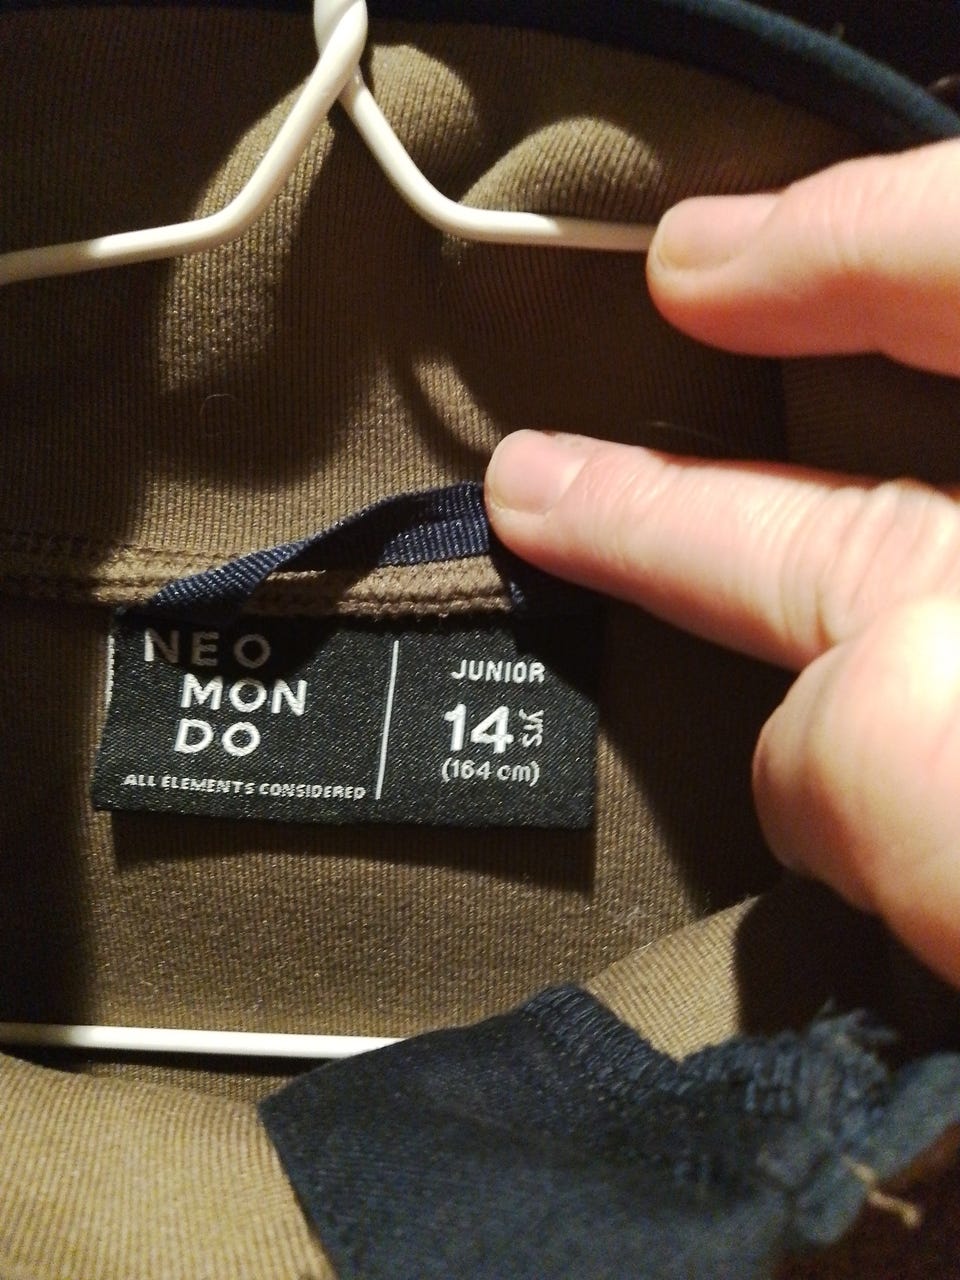 NEO
MON
DO
ALL ELEMENTS CONSIDERED
JUNIOR
14 YRS
(164 cm)